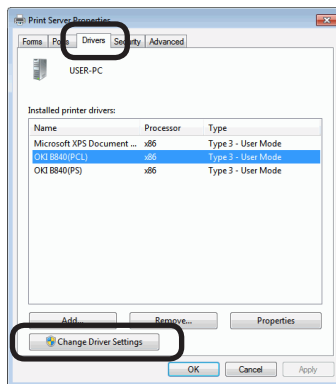 Print Server Properties
Forms Ports Drivers Security Advanced
USER-PC
Installed printer drivers:
Name Processor Type
Microsoft XPS Document ... x86 Type 3 - User Mode
OKI B840(PCL) x86 Type 3 - User Mode
OKI B840(PS) x86 Type 3 - User Mode
Add... Remove... Properties
Change Driver Settings
OK Cancel Apply